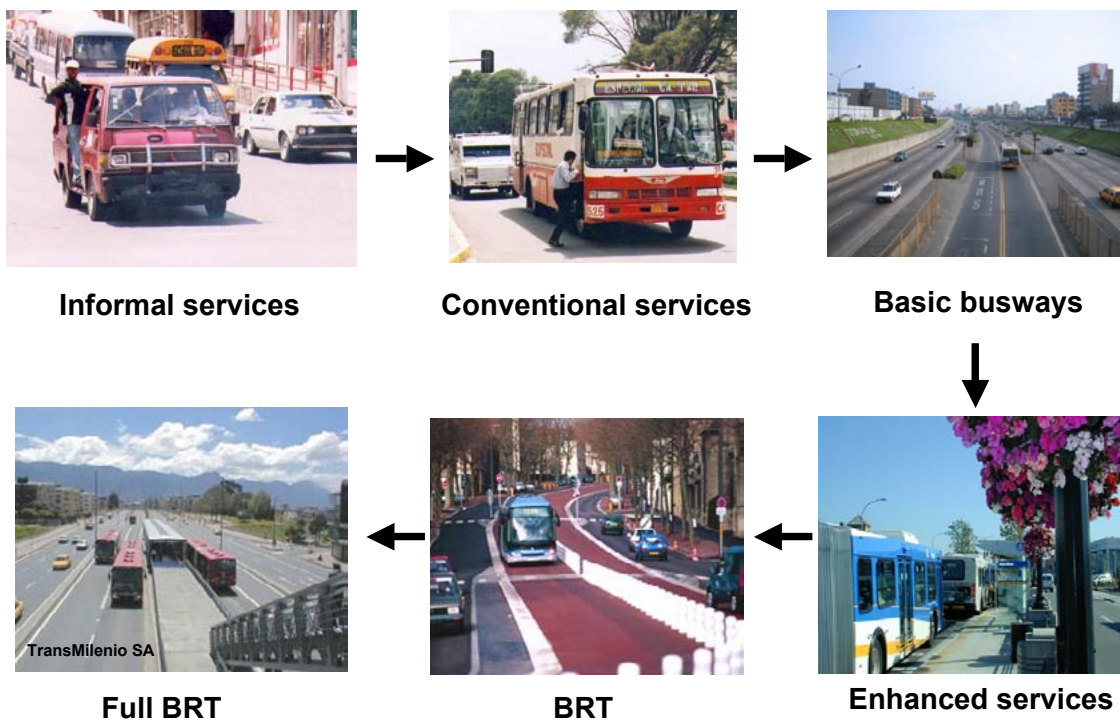 Informal services
Conventional services
Basic busways
TransMilenio SA
Full BRT
BRT
Enhanced services